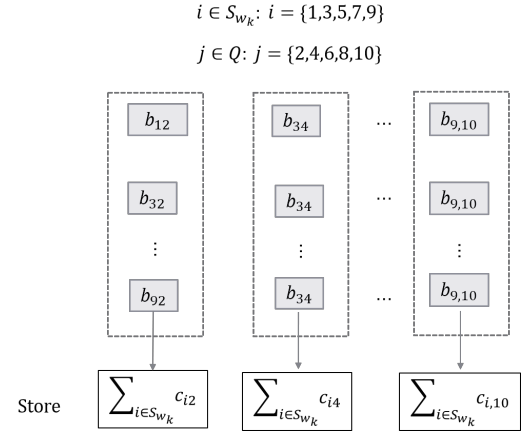 i ∈ S_{w_k}: i = {1,3,5,7,9}
j ∈ Q: j = {2,4,6,8,10}
b_{12} b_{34} ... b_{9,10}
b_{32} b_{34} ... b_{9,10}
⋮ ⋮ ⋮
b_{92} b_{34} ... b_{9,10}
Store ∑_{i∈S_{w_k}} c_{i2} ∑_{i∈S_{w_k}} c_{i4} ∑_{i∈S_{w_k}} c_{i,10}